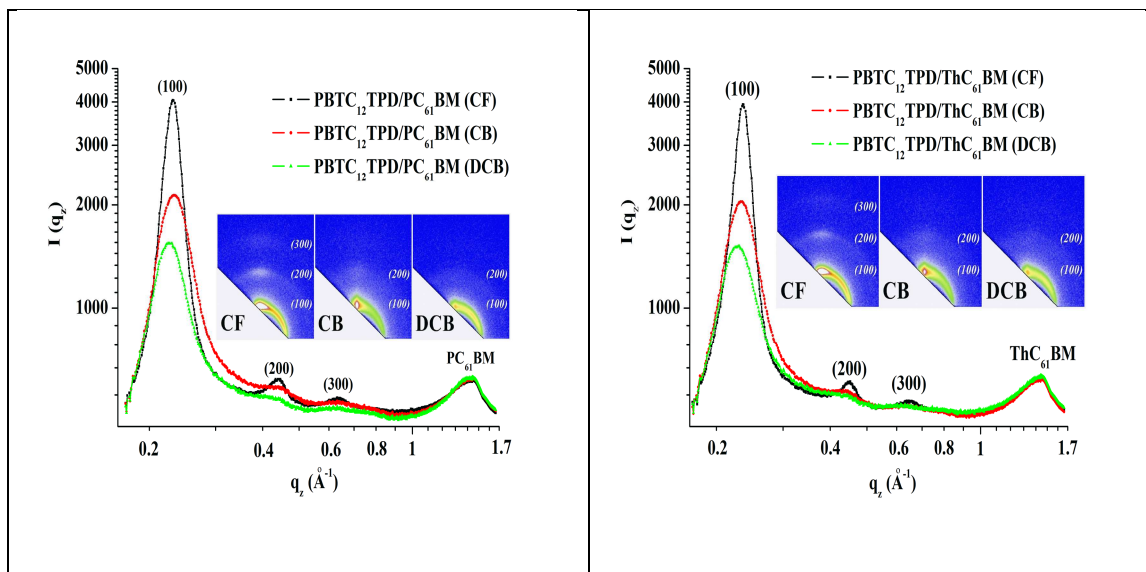 5000
4000
3000
2000
1000
I (q_z)
(100)
PBTC₁₂TPD/PC₆₁BM (CF)
PBTC₁₂TPD/PC₆₁BM (CB)
PBTC₁₂TPD/PC₆₁BM (DCB)
(300)
(200)
(100)
CF
(200)
(100)
CB
(200)
(100)
DCB
(200)
(300)
PC₆₁BM
0.2
0.4
0.6
0.8
1
1.7
q_z (Å⁻¹)
5000
4000
3000
2000
1000
I (q_z)
(100)
PBTC₁₂TPD/ThC₆₁BM (CF)
PBTC₁₂TPD/ThC₆₁BM (CB)
PBTC₁₂TPD/ThC₆₁BM (DCB)
(300)
(200)
(100)
CF
(200)
(100)
CB
(200)
(100)
DCB
(200)
(300)
ThC₆₁BM
0.2
0.4
0.6
0.8
1
1.7
q_z (Å⁻¹)